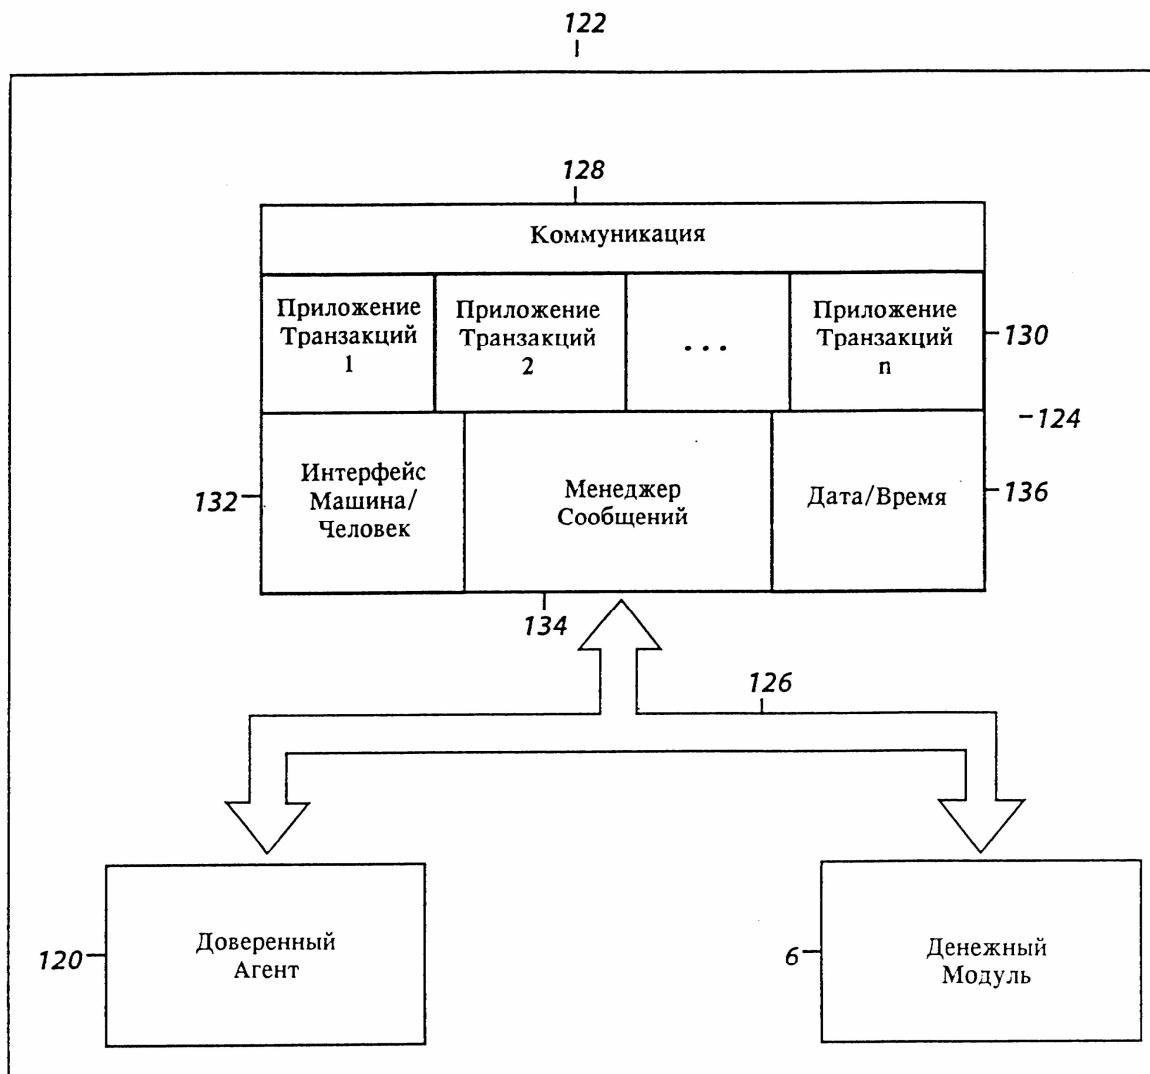 122
128
Коммуникация
Приложение
Транзакций
1
Приложение
Транзакций
2
...
Приложение
Транзакций
n
130
124
132
Интерфейс
Машина/
Человек
Менеджер
Сообщений
Дата/Время
136
134
126
120
Доверенный
Агент
6
Денежный
Модуль